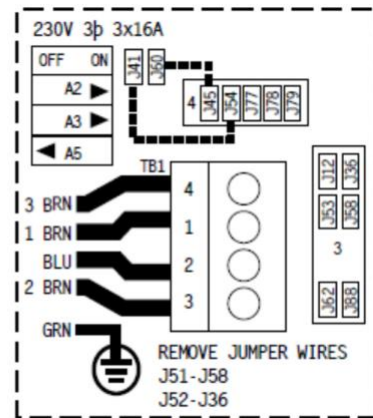 230V 3þ 3x16A
OFF ON
A2 ▶
A3 ▶
◀ A5
J41 J60
4 J45 J54 J77 J78 J79
TB1
3 BRN 4
1 BRN 1
BLU 2
2 BRN 3
GRN
J12 J36
J53 J58
3
J62 J88
REMOVE JUMPER WIRES
J51-J58
J52-J36